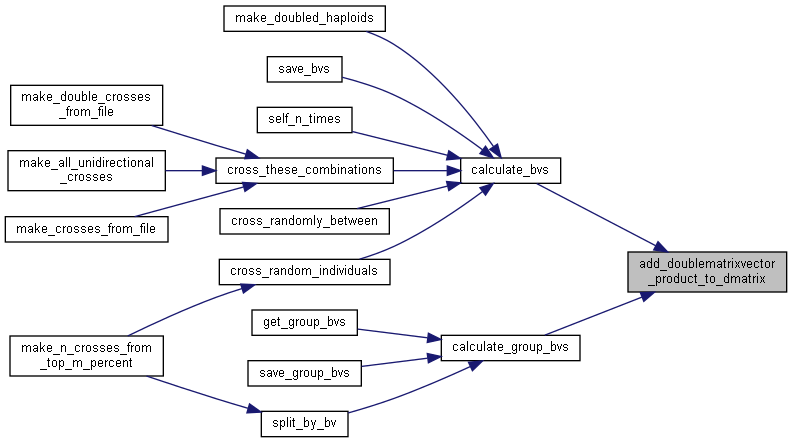 make_doubled_haploids
save_bvs
make_double_crosses
_from_file
self_n_times
make_all_unidirectional
_crosses
cross_these_combinations
calculate_bvs
make_crosses_from_file
cross_randomly_between
cross_random_individuals
add_doublematrixvector
_product_to_dmatrix
get_group_bvs
make_n_crosses_from
_top_m_percent
calculate_group_bvs
save_group_bvs
split_by_bv